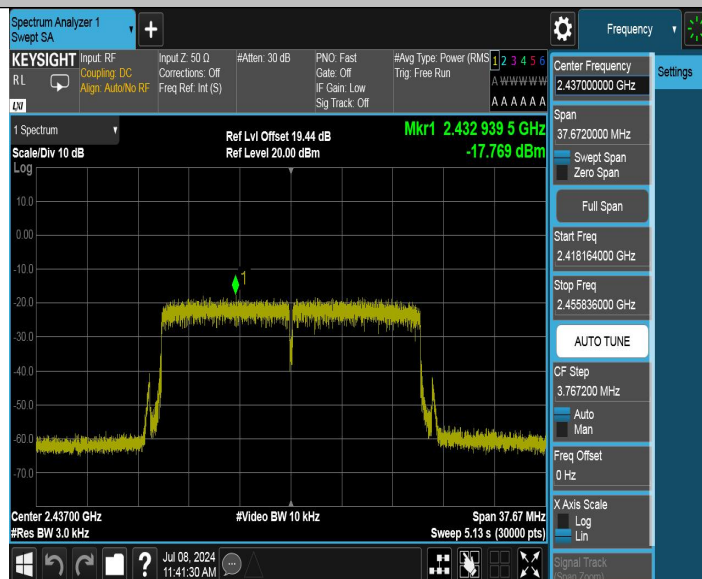 Spectrum Analyzer 1
Swept SA
+
Frequency
KEYSIGHT
R L
LXI
Input: RF
Coupling: DC
Align: Auto/No RF
Input Z: 50 Ω
Corrections: Off
Freq Ref: Int (S)
#Atten: 30 dB
PNO: Fast
Gate: Off
IF Gain: Low
Sig Track: Off
#Avg Type: Power (RMS
Trig: Free Run
1 2 3 4 5 6
A W W W W W
A A A A A A
1 Spectrum
Scale/Div 10 dB
Log
Ref Lvl Offset 19.44 dB
Ref Level 20.00 dBm
Mkr1 2.432 939 5 GHz
-17.769 dBm
10.0
0.00
-10.0
-20.0
-30.0
-40.0
-50.0
-60.0
-70.0
1
Center 2.43700 GHz
#Res BW 3.0 kHz
#Video BW 10 kHz
Span 37.67 MHz
Sweep 5.13 s (30000 pts)
?
Jul 08, 2024
11:41:30 AM
Center Frequency
2.437000000 GHz
Span
37.6720000 MHz
Swept Span
Zero Span
Full Span
Start Freq
2.418164000 GHz
Stop Freq
2.455836000 GHz
AUTO TUNE
CF Step
3.767200 MHz
Auto
Man
Freq Offset
0 Hz
X Axis Scale
Log
Lin
Signal Track
(Span Zoom)
Settings